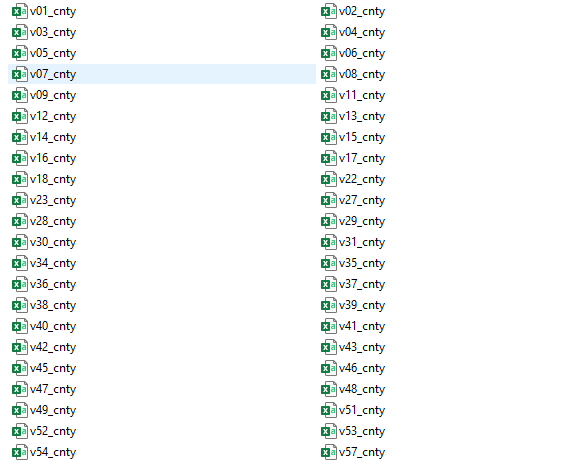 v01_cnty v02_cnty
v03_cnty v04_cnty
v05_cnty v06_cnty
v07_cnty v08_cnty
v09_cnty v11_cnty
v12_cnty v13_cnty
v14_cnty v15_cnty
v16_cnty v17_cnty
v18_cnty v22_cnty
v23_cnty v27_cnty
v28_cnty v29_cnty
v30_cnty v31_cnty
v34_cnty v35_cnty
v36_cnty v37_cnty
v38_cnty v39_cnty
v40_cnty v41_cnty
v42_cnty v43_cnty
v45_cnty v46_cnty
v47_cnty v48_cnty
v49_cnty v51_cnty
v52_cnty v53_cnty
v54_cnty v57_cnty